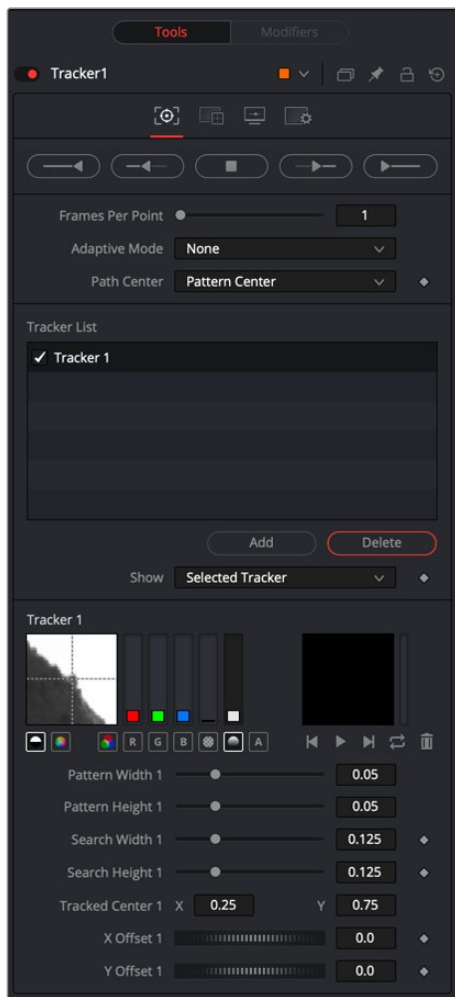 Tools Modifiers
Tracker1
Frames Per Point 1
Adaptive Mode None
Path Center Pattern Center
Tracker List
Tracker 1
Add Delete
Show Selected Tracker
Tracker 1
R G B A
Pattern Width 1 0.05
Pattern Height 1 0.05
Search Width 1 0.125
Search Height 1 0.125
Tracked Center 1 X 0.25 Y 0.75
X Offset 1 0.0
Y Offset 1 0.0